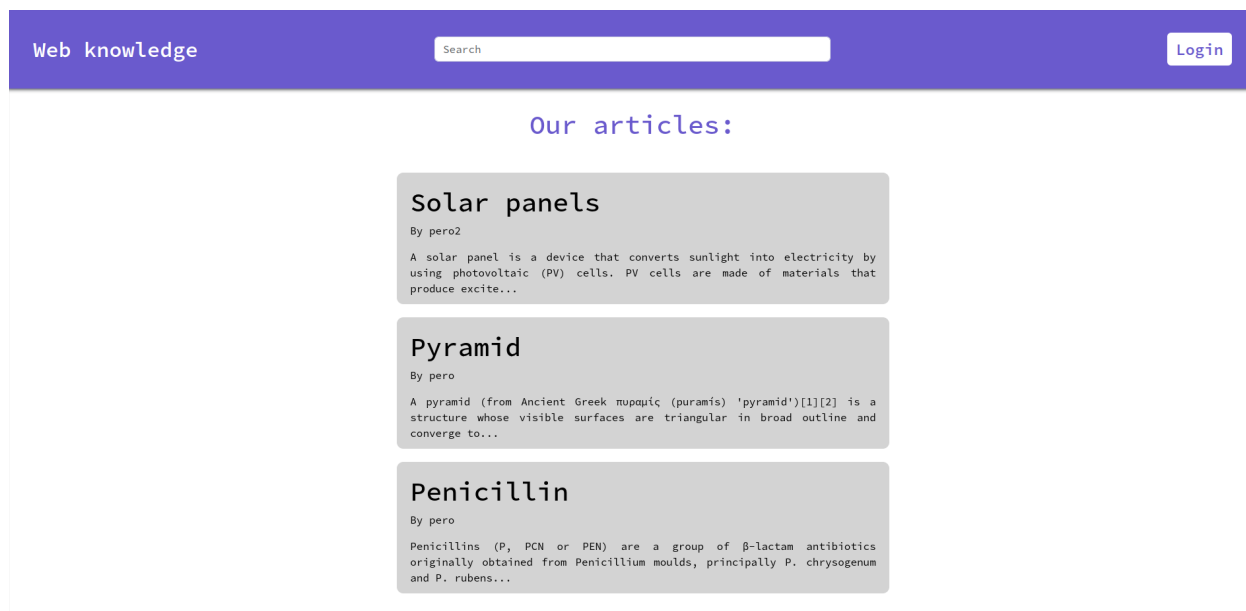 Web knowledge
Search
Login
Our articles:
Solar panels
By pero2
A solar panel is a device that converts sunlight into electricity by
using photovoltaic (PV) cells. PV cells are made of materials that
produce excite...
Pyramid
By pero
A pyramid (from Ancient Greek πυραμίς (puramís) 'pyramid')[1][2] is a
structure whose visible surfaces are triangular in broad outline and
converge to...
Penicillin
By pero
Penicillins (P, PCN or PEN) are a group of β-lactam antibiotics
originally obtained from Penicillium moulds, principally P. chrysogenum
and P. rubens...